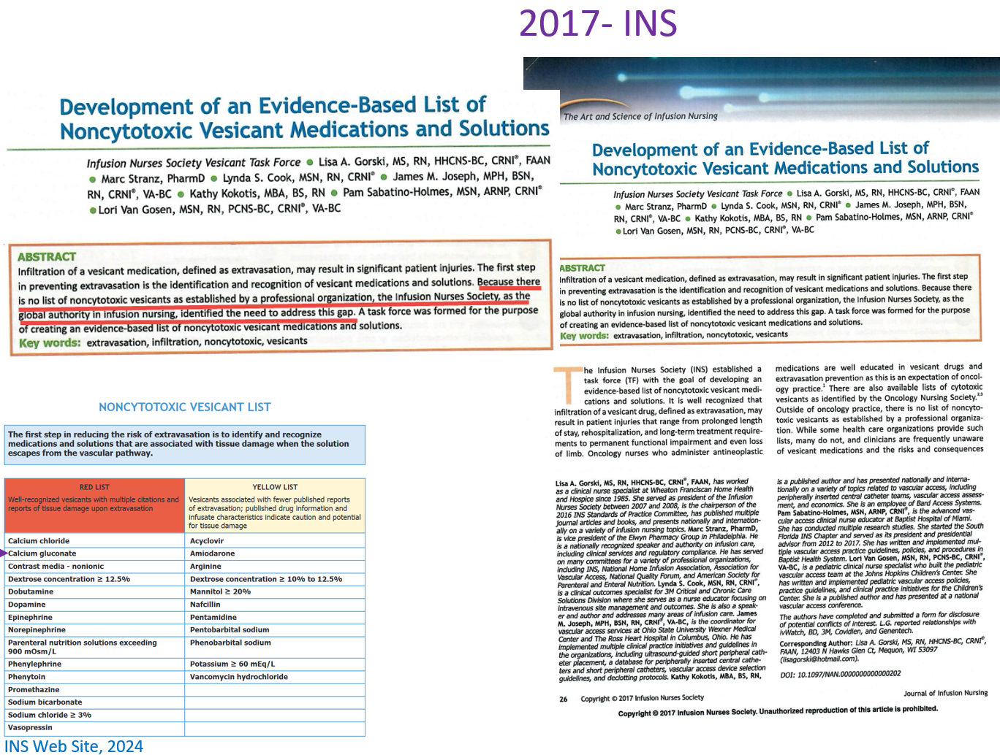 2017- INS
Development of an Evidence-Based List of
Noncytotoxic Vesicant Medications and Solutions
Infusion Nurses Society Vesicant Task Force ● Lisa A. Gorski, MS, RN, HHCNS-BC, CRNI®, FAAN
● Marc Stranz, PharmD ● Lynda S. Cook, MSN, RN, CRNI® ● James M. Joseph, MPH, BSN,
RN, CRNI®, VA-BC ● Kathy Kokotis, MBA, BS, RN ● Pam Sabatino-Holmes, MSN, ARNP, CRNI®
● Lori Van Gosen, MSN, RN, PCNS-BC, CRNI®, VA-BC
ABSTRACT
Infiltration of a vesicant medication, defined as extravasation, may result in significant patient injuries. The first step
in preventing extravasation is the identification and recognition of vesicant medications and solutions. Because there
is no list of noncytotoxic vesicants as established by a professional organization, the Infusion Nurses Society, as the
global authority in infusion nursing, identified the need to address this gap. A task force was formed for the purpose
of creating an evidence-based list of noncytotoxic vesicant medications and solutions.
Key words: extravasation, infiltration, noncytotoxic, vesicants
NONCYTOTOXIC VESICANT LIST
The first step in reducing the risk of extravasation is to identify and recognize
medications and solutions that are associated with tissue damage when the solution
escapes from the vascular pathway.
RED LIST
Well-recognized vesicants with multiple citations and
reports of tissue damage upon extravasation
YELLOW LIST
Vesicants associated with fewer published reports
of extravasation; published drug information and
infusate characteristics indicate caution and potential
for tissue damage
Calcium chloride Acyclovir
Calcium gluconate Amiodarone
Contrast media - nonionic Arginine
Dextrose concentration ≥ 12.5% Dextrose concentration ≥ 10% to 12.5%
Dobutamine Mannitol ≥ 20%
Dopamine Nafcillin
Epinephrine Pentamidine
Norepinephrine Pentobarbital sodium
Parenteral nutrition solutions exceeding
900 mOsm/L Phenobarbital sodium
Phenylephrine Potassium ≥ 60 mEq/L
Phenytoin Vancomycin hydrochloride
Promethazine
Sodium bicarbonate
Sodium chloride ≥ 3%
Vasopressin
INS Web Site, 2024
The Art and Science of Infusion Nursing
Development of an Evidence-Based List of
Noncytotoxic Vesicant Medications and Solutions
Infusion Nurses Society Vesicant Task Force ● Lisa A. Gorski, MS, RN, HHCNS-BC, CRNI®, FAAN
● Marc Stranz, PharmD ● Lynda S. Cook, MSN, RN, CRNI® ● James M. Joseph, MPH, BSN,
RN, CRNI®, VA-BC ● Kathy Kokotis, MBA, BS, RN ● Pam Sabatino-Holmes, MSN, ARNP, CRNI®
● Lori Van Gosen, MSN, RN, PCNS-BC, CRNI®, VA-BC
ABSTRACT
Infiltration of a vesicant medication, defined as extravasation, may result in significant patient injuries. The first step
in preventing extravasation is the identification and recognition of vesicant medications and solutions. Because there
is no list of noncytotoxic vesicants as established by a professional organization, the Infusion Nurses Society, as the
global authority in infusion nursing, identified the need to address this gap. A task force was formed for the purpose
of creating an evidence-based list of noncytotoxic vesicant medications and solutions.
Key words: extravasation, infiltration, noncytotoxic, vesicants
The Infusion Nurses Society (INS) established a
task force (TF) with the goal of developing an
evidence-based list of noncytotoxic vesicant medi-
cations and solutions. It is well recognized that
infiltration of a vesicant drug, defined as extravasation, may
result in patient injuries that range from prolonged length
of stay, rehospitalization, and long-term treatment require-
ments to permanent functional impairment and even loss
of limb. Oncology nurses who administer antineoplastic
medications are well educated in vesicant drugs and
extravasation prevention as this is an expectation of oncol-
ogy practice.1 There are also available lists of cytotoxic
vesicants as identified by the Oncology Nursing Society.2,3
Outside of oncology practice, there is no list of noncyto-
toxic vesicants as established by a professional organiza-
tion. While some health care organizations provide such
lists, many do not, and clinicians are frequently unaware
of vesicant medications and the risks and consequences
Lisa A. Gorski, MS, RN, HHCNS-BC, CRNI®, FAAN, has worked
as a clinical nurse specialist at Wheaton Franciscan Home Health
and Hospice since 1985. She served as president of the Infusion
Nurses Society between 2007 and 2008, is the chairperson of the
2016 INS Standards of Practice Committee, has published multiple
journal articles and books, and presents nationally and internation-
ally on a variety of infusion nursing topics. Marc Stranz, PharmD,
is vice president of the Elwyn Pharmacy Group in Philadelphia. He
is a nationally recognized speaker and authority on infusion care,
including clinical services and regulatory compliance. He has served
on many committees for a variety of professional organizations,
including INS, National Home Infusion Association, Association for
Vascular Access, National Quality Forum, and American Society for
Parenteral and Enteral Nutrition. Lynda S. Cook, MSN, RN, CRNI®,
is a clinical outcomes specialist for 3M Critical and Chronic Care
Solutions Division where she serves as a nurse educator focusing on
intravenous site management and outcomes. She is also a speak-
er and author and addresses many areas of infusion care. James
M. Joseph, MPH, BSN, RN, CRNI®, VA-BC, is the coordinator for
vascular access services at Ohio State University Wexner Medical
Center and The Ross Heart Hospital in Columbus, Ohio. He has
implemented multiple clinical practice initiatives and guidelines in
the organizations, including ultrasound-guided short peripheral cath-
eter placement, a database for peripherally inserted central cathe-
ters and short peripheral catheters, vascular access device selection
guidelines, and declotting protocols. Kathy Kokotis, MBA, BS, RN,
is a published author and has presented nationally and interna-
tionally on a variety of topics related to vascular access, including
peripherally inserted central catheter teams, vascular access assess-
ment, and economics. She is an employee of Bard Access Systems.
Pam Sabatino-Holmes, MSN, ARNP, CRNI®, is the advanced vas-
cular access clinical nurse educator at Baptist Hospital of Miami.
She has conducted multiple research studies. She started the South
Florida INS Chapter and served as its president and presidential
advisor from 2012 to 2017. She has written and implemented mul-
tiple vascular access practice guidelines, policies, and procedures in
Baptist Health System. Lori Van Gosen, MSN, RN, PCNS-BC, CRNI®,
VA-BC, is a pediatric clinical nurse specialist who built the pediatric
vascular access team at the Johns Hopkins Children's Center. She
has written and implemented pediatric vascular access policies,
practice guidelines, and clinical practice initiatives for the Children's
Center. She is a published author and has presented at a national
vascular access conference.
The authors have completed and submitted a form for disclosure
of potential conflicts of interest. L.G. reported relationships with
ivWatch, BD, 3M, Covidien, and Genentech.
Corresponding Author: Lisa A. Gorski, MS, RN, HHCNS-BC, CRNI®,
FAAN, 12403 N Hawks Glen Ct, Mequon, WI 53097
(lisagorski@hotmail.com).
DOI: 10.1097/NAN.0000000000000202
26 Copyright © 2017 Infusion Nurses Society
Journal of Infusion Nursing
Copyright © 2017 Infusion Nurses Society. Unauthorized reproduction of this article is prohibited.